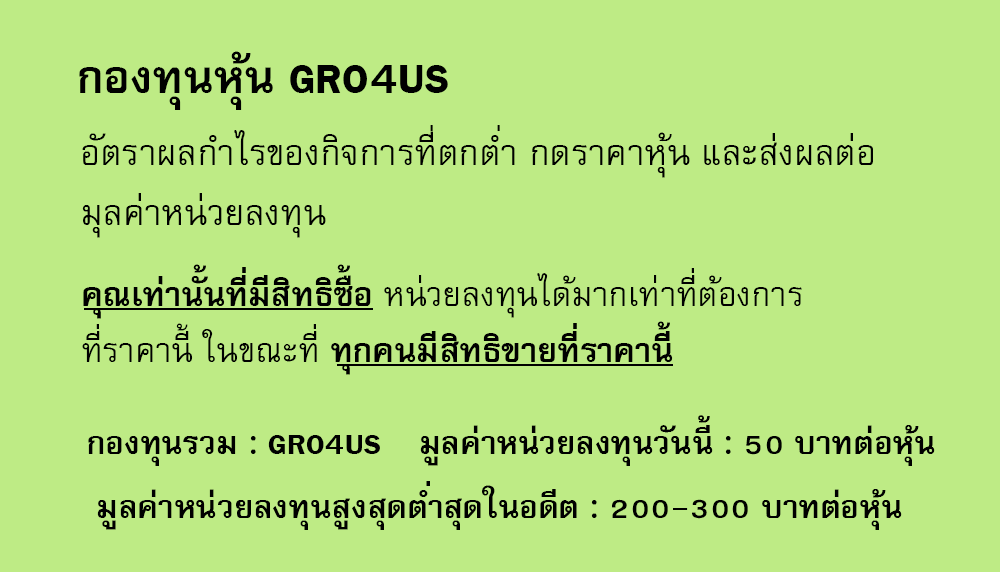 กองทุนหุ้น GRO4US
อัตราผลกำไรของกิจการที่ตกต่ำ กดราคาหุ้น และส่งผลต่อ
มุลค่าหน่วยลงทุน
คุณเท่านั้นที่มีสิทธิซื้อ หน่วยลงทุนได้มากเท่าที่ต้องการ
ที่ราคานี้ ในขณะที่ ทุกคนมีสิทธิขายที่ราคานี้
กองทุนรวม : GRO4US มูลค่าหน่วยลงทุนวันนี้ : 50 บาทต่อหุ้น
มูลค่าหน่วยลงทุนสูงสุดต่ำสุดในอดีต : 200-300 บาทต่อหุ้น